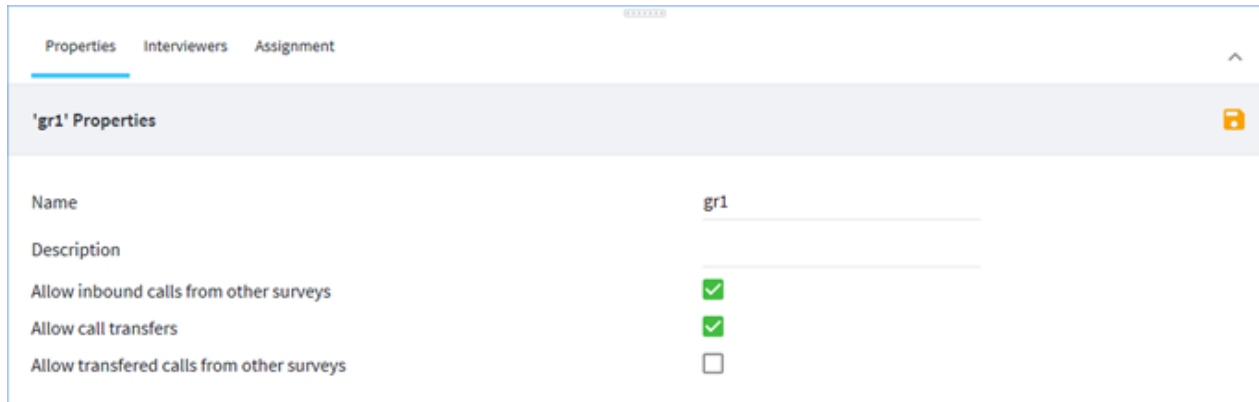 Properties Interviewers Assignment
'gr1' Properties
Name gr1
Description
Allow inbound calls from other surveys
Allow call transfers
Allow transfered calls from other surveys